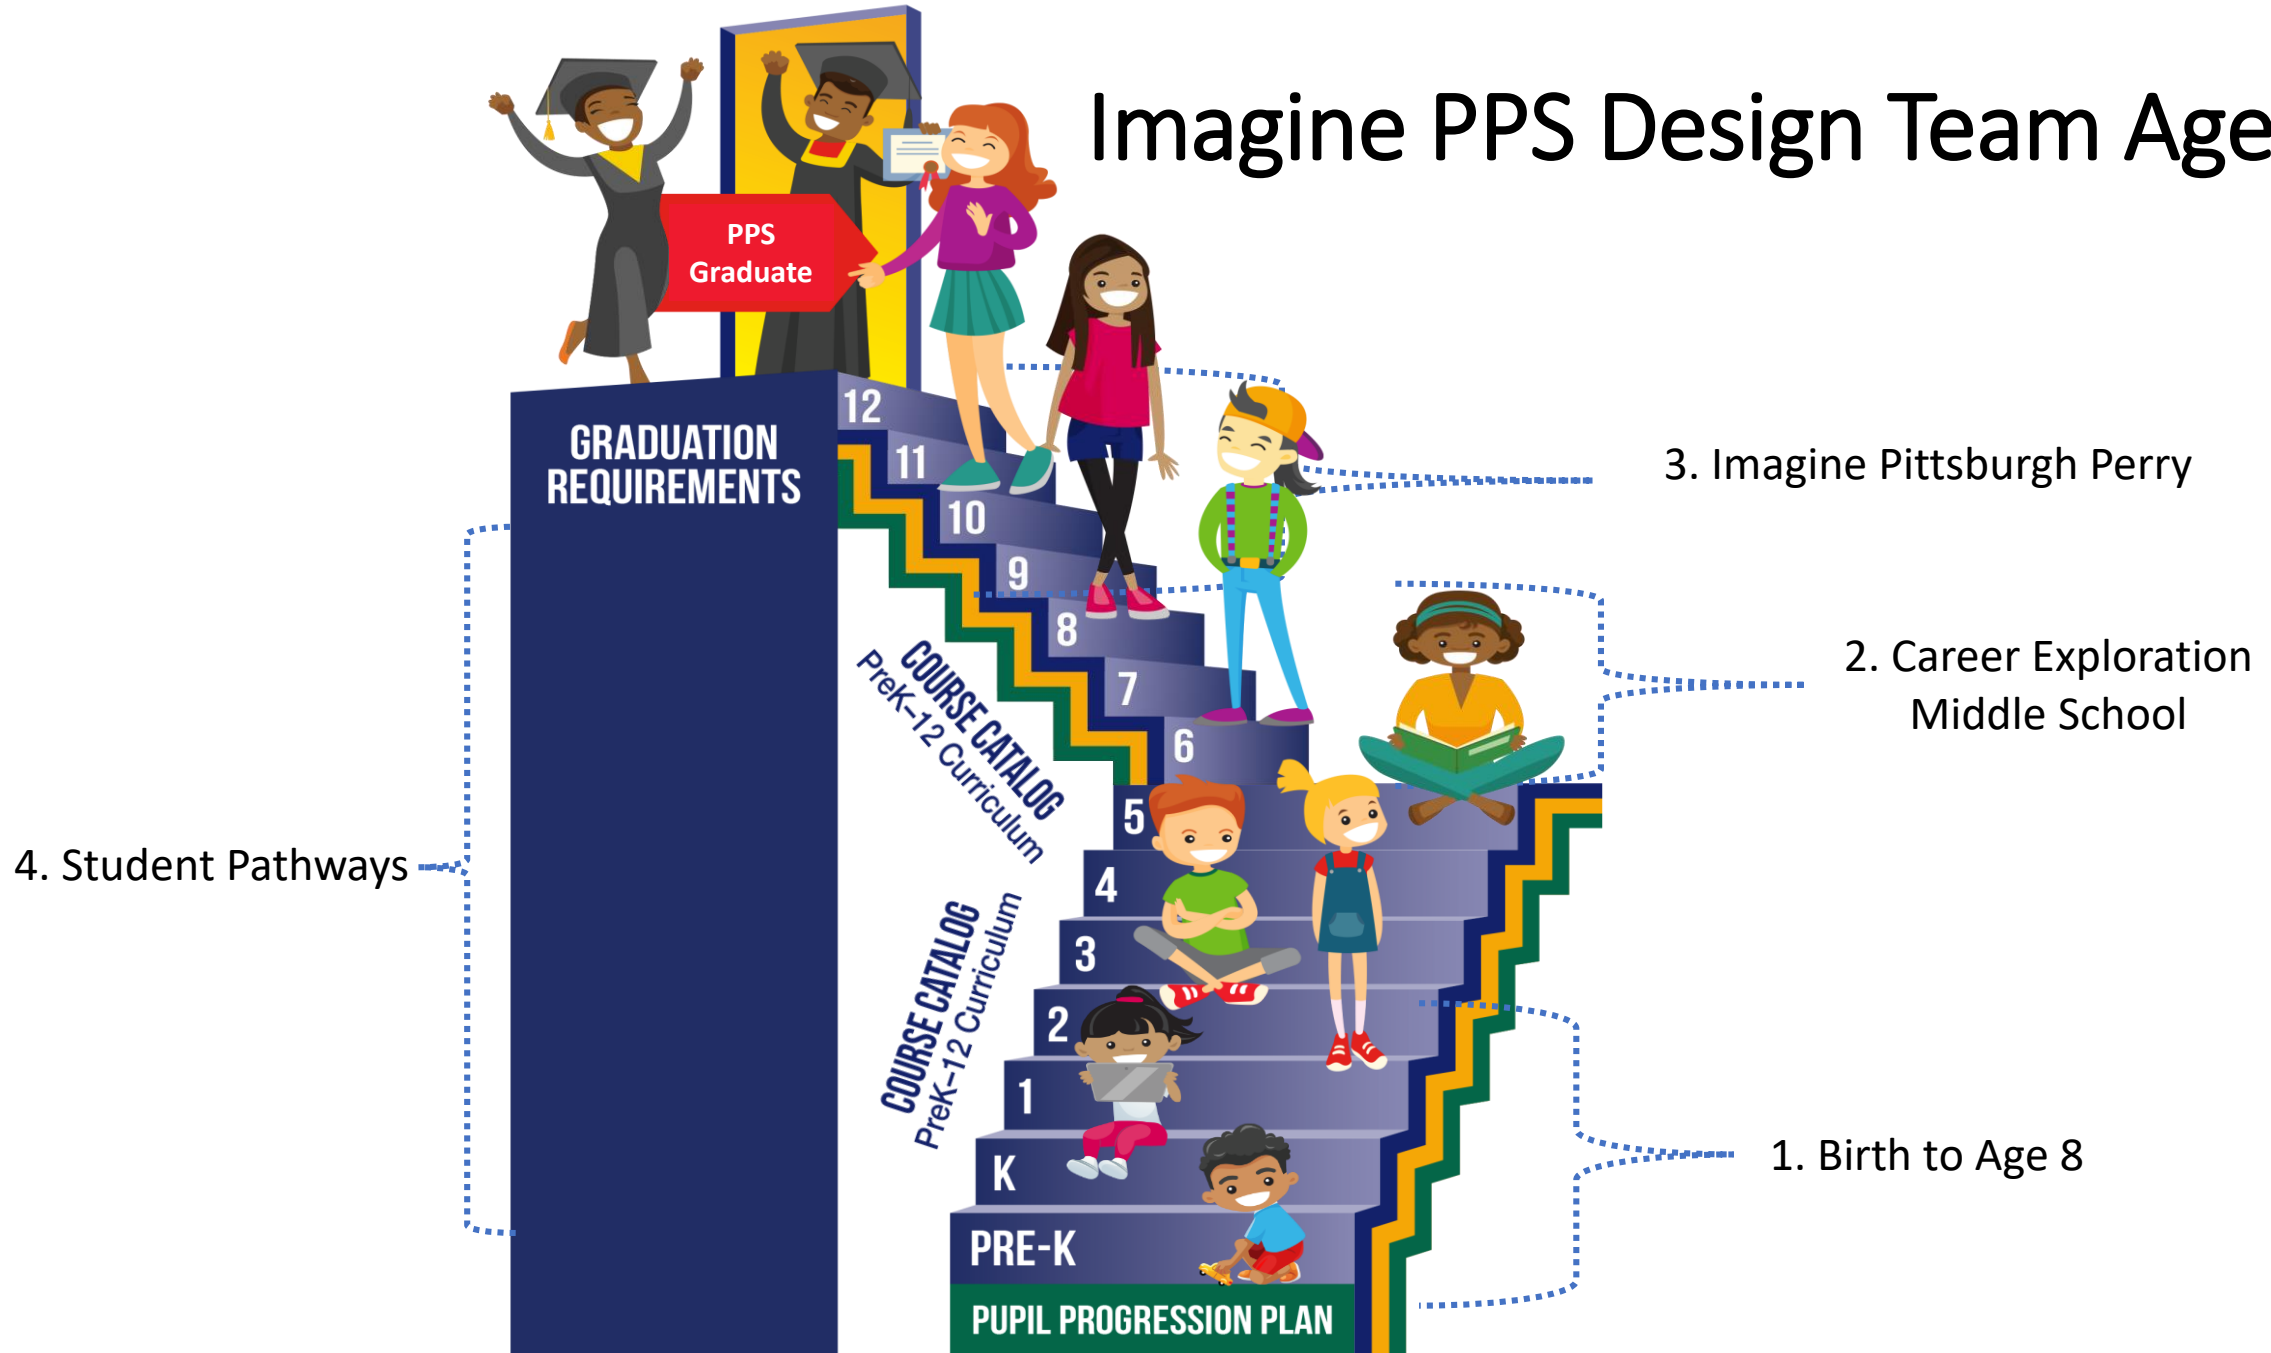 Imagine PPS Design Team Age
PPS
Graduate
GRADUATION
REQUIREMENTS
12
11
10
9
8
7
6
5
4
3
2
1
K
PRE-K
PUPIL PROGRESSION PLAN
COURSE CATALOG
PreK-12 Curriculum
COURSE CATALOG
PreK-12 Curriculum
3. Imagine Pittsburgh Perry
2. Career Exploration
Middle School
4. Student Pathways
1. Birth to Age 8